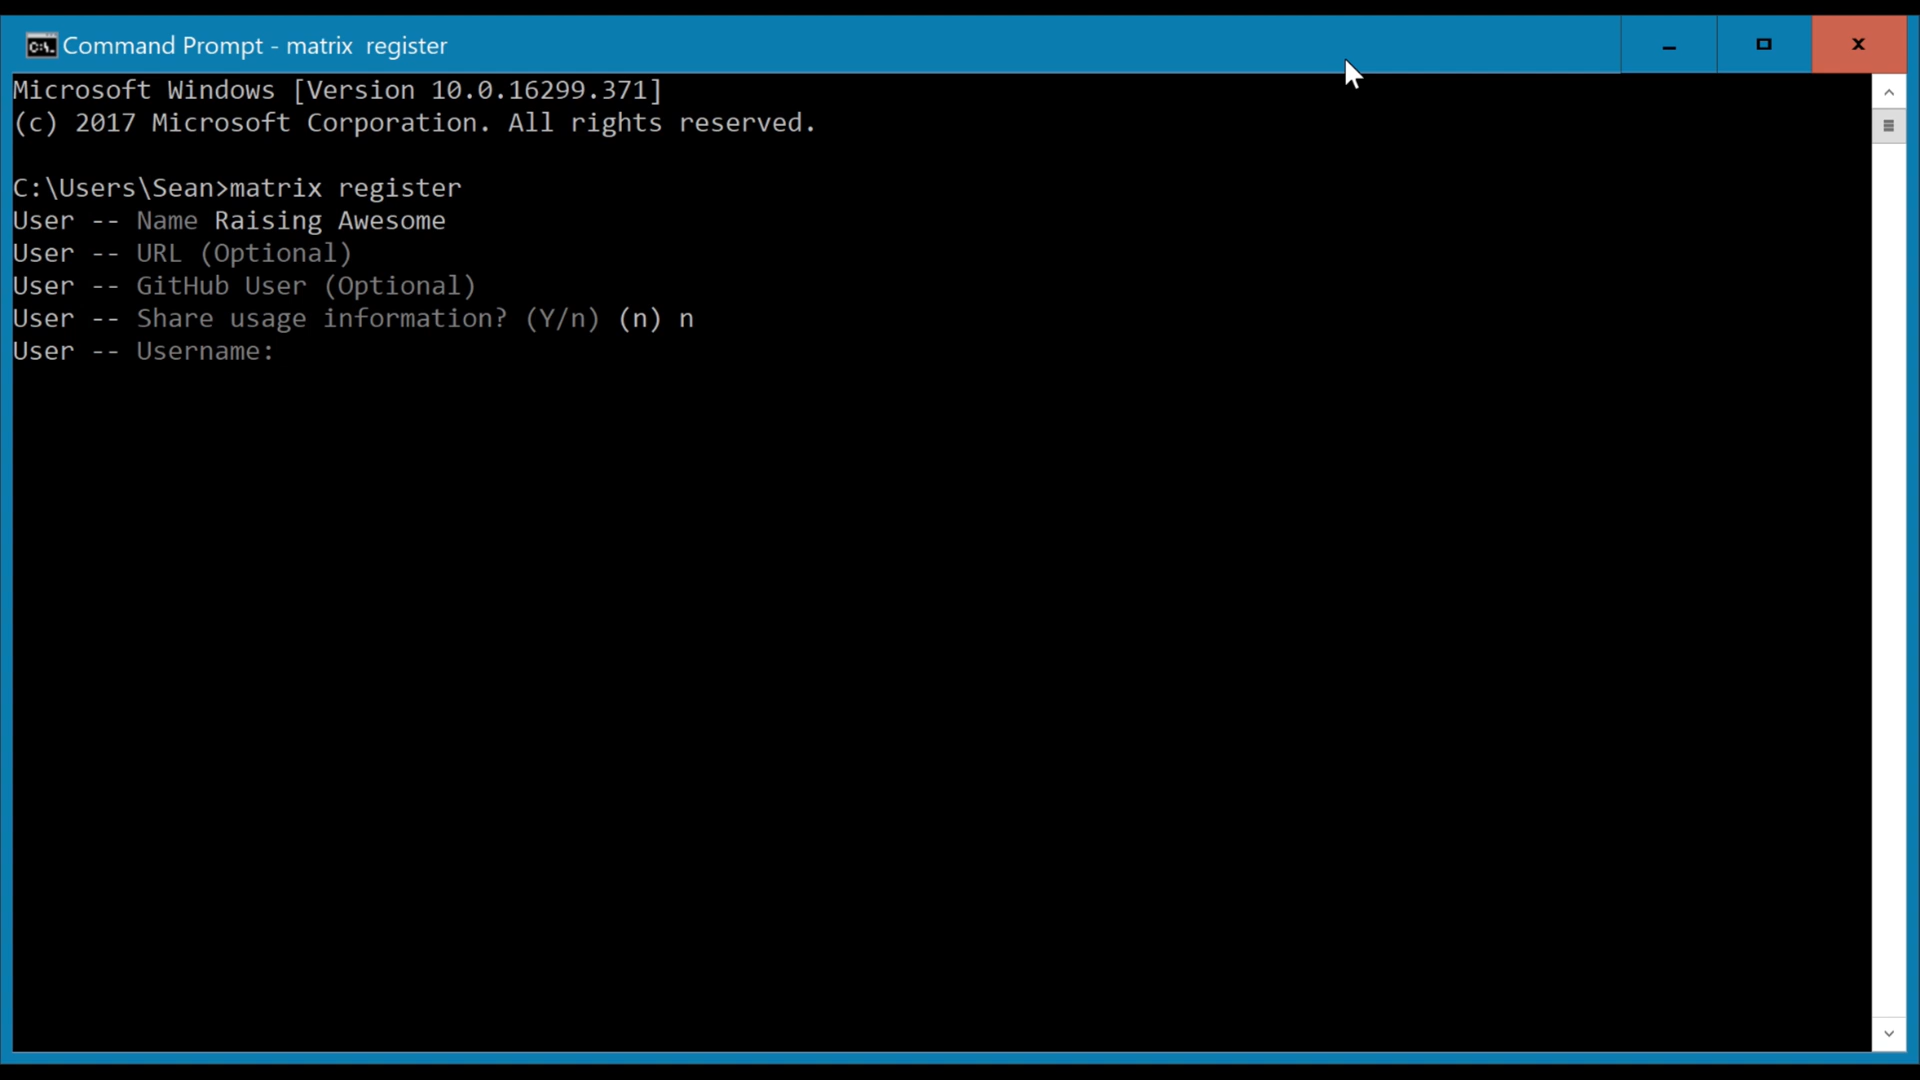 Command Prompt - matrix  register
Microsoft Windows [Version 10.0.16299.371]
(c) 2017 Microsoft Corporation. All rights reserved.
C:\Users\Sean>matrix register
User -- Name Raising Awesome
User -- URL (Optional)
User -- GitHub User (Optional)
User -- Share usage information? (Y/n) (n) n
User -- Username: